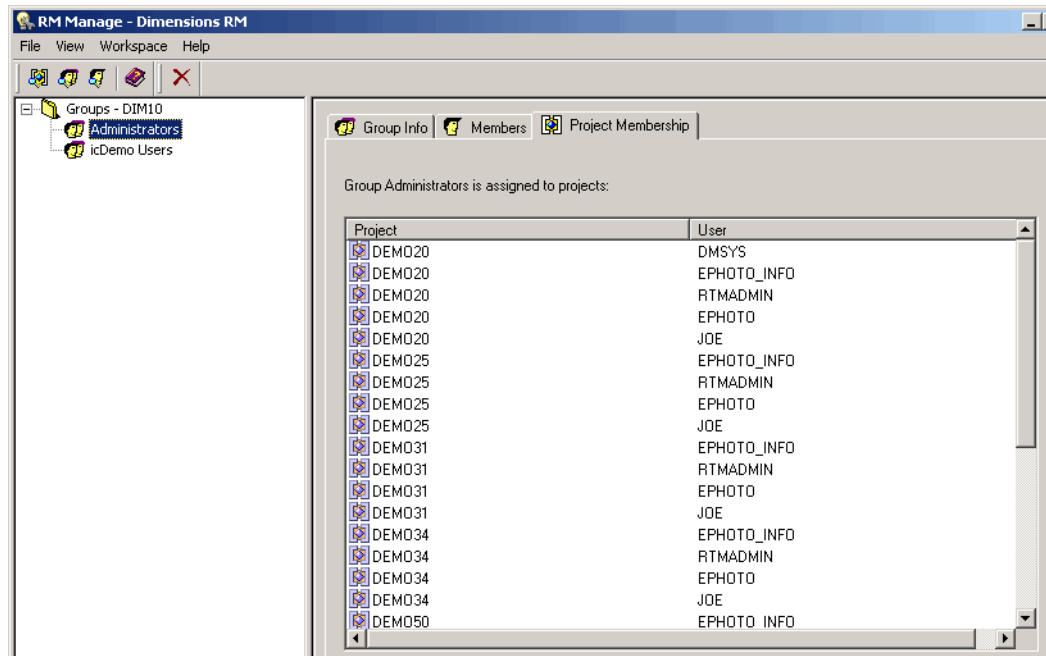 RM Manage - Dimensions RM
File View Workspace Help
Groups - DIM10
Administrators
icDemo Users
Group Info Members Project Membership
Group Administrators is assigned to projects:
Project User
DEMO20 DMSYS
DEMO20 EPHOTO_INFO
DEMO20 RTMADMIN
DEMO20 EPHOTO
DEMO20 JOE
DEMO25 EPHOTO_INFO
DEMO25 RTMADMIN
DEMO25 EPHOTO
DEMO25 JOE
DEMO31 EPHOTO_INFO
DEMO31 RTMADMIN
DEMO31 EPHOTO
DEMO31 JOE
DEMO34 EPHOTO_INFO
DEMO34 RTMADMIN
DEMO34 EPHOTO
DEMO34 JOE
DEMO50 EPHOTO_INFO